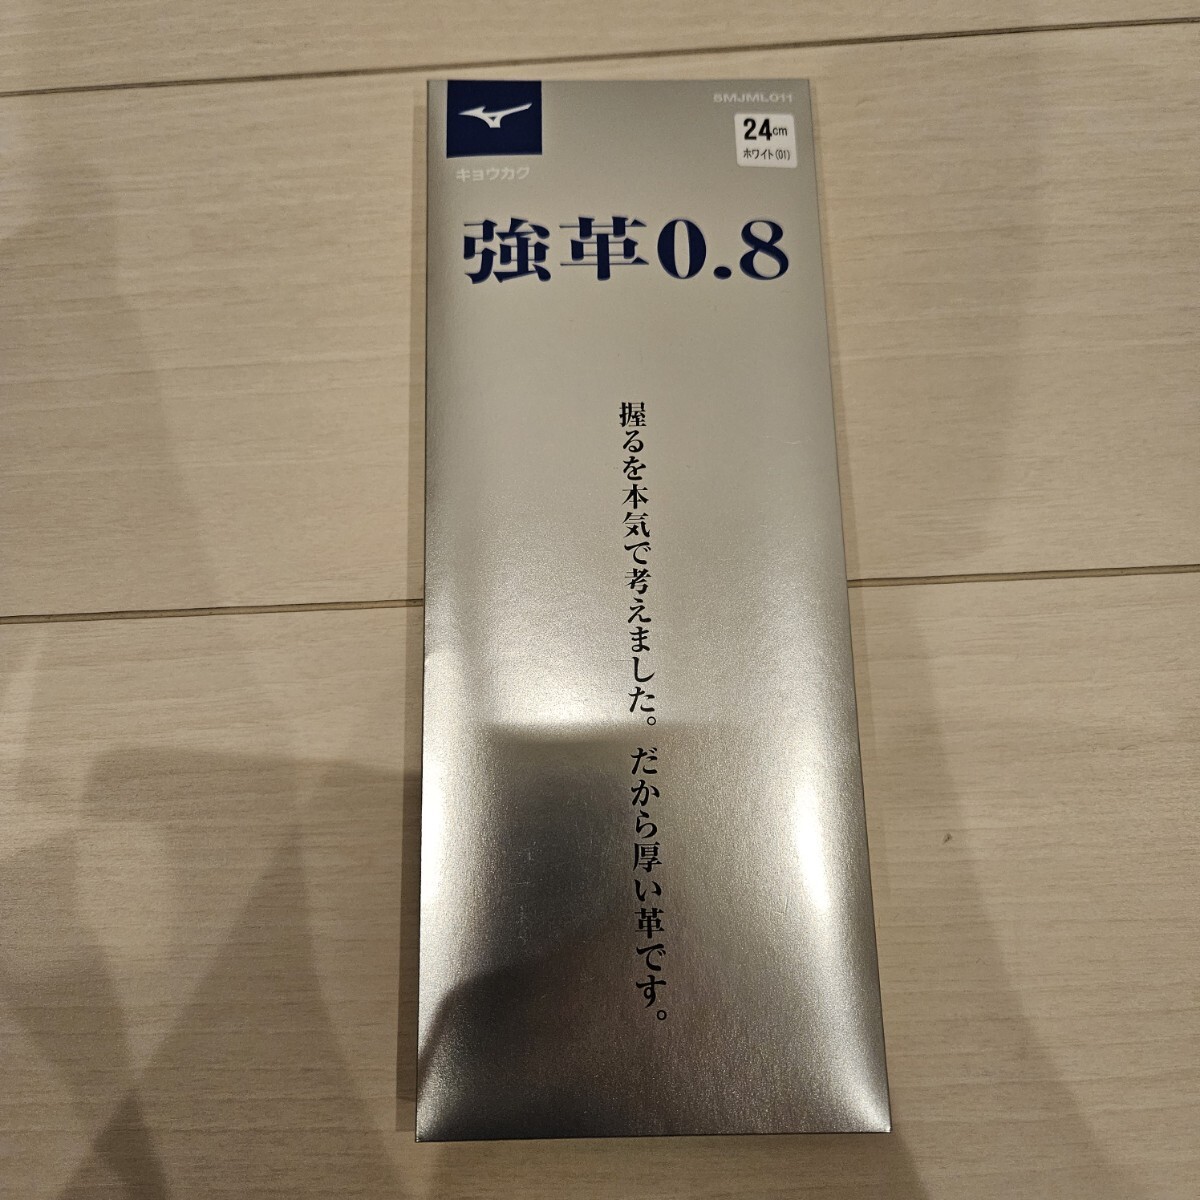 5MJML011
24cm
ホワイト(01)
キョウカク
強革0.8
握るを本気で考えました。だから厚い革です。